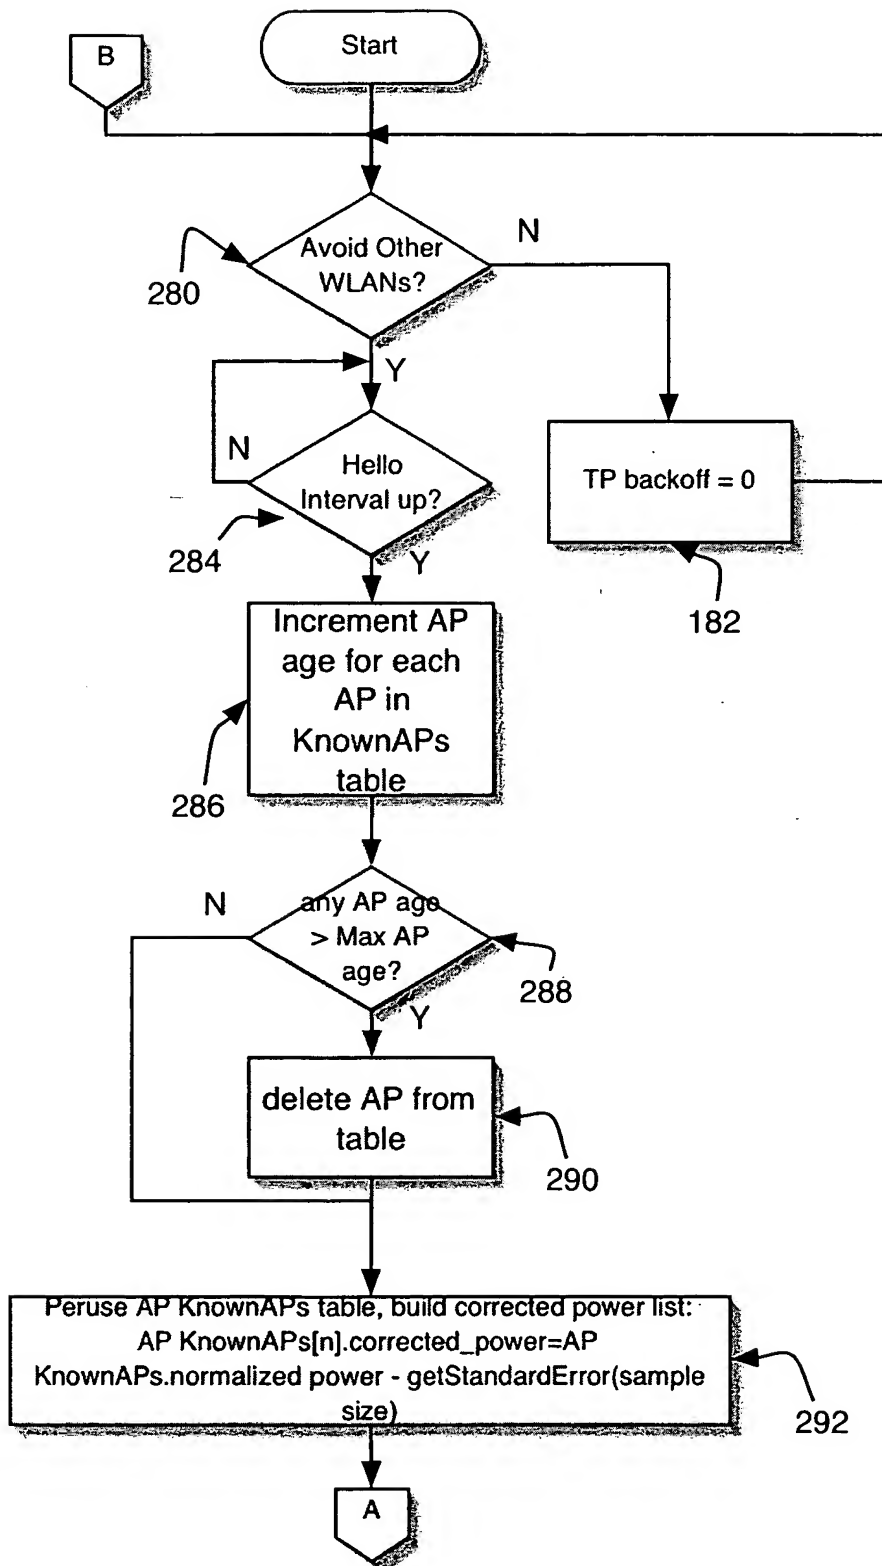 B
Start
Avoid Other
WLANs?
N
280
Y
N
Hello
Interval up?
TP backoff = 0
284
Y
182
Increment AP
age for each
AP in
KnownAPs
table
286
N
any AP age
> Max AP
age?
288
Y
delete AP from
table
290
Peruse AP KnownAPs table, build corrected power list:
AP KnownAPs[n].corrected_power=AP
KnownAPs.normalized power - getStandardError(sample
size)
292
A